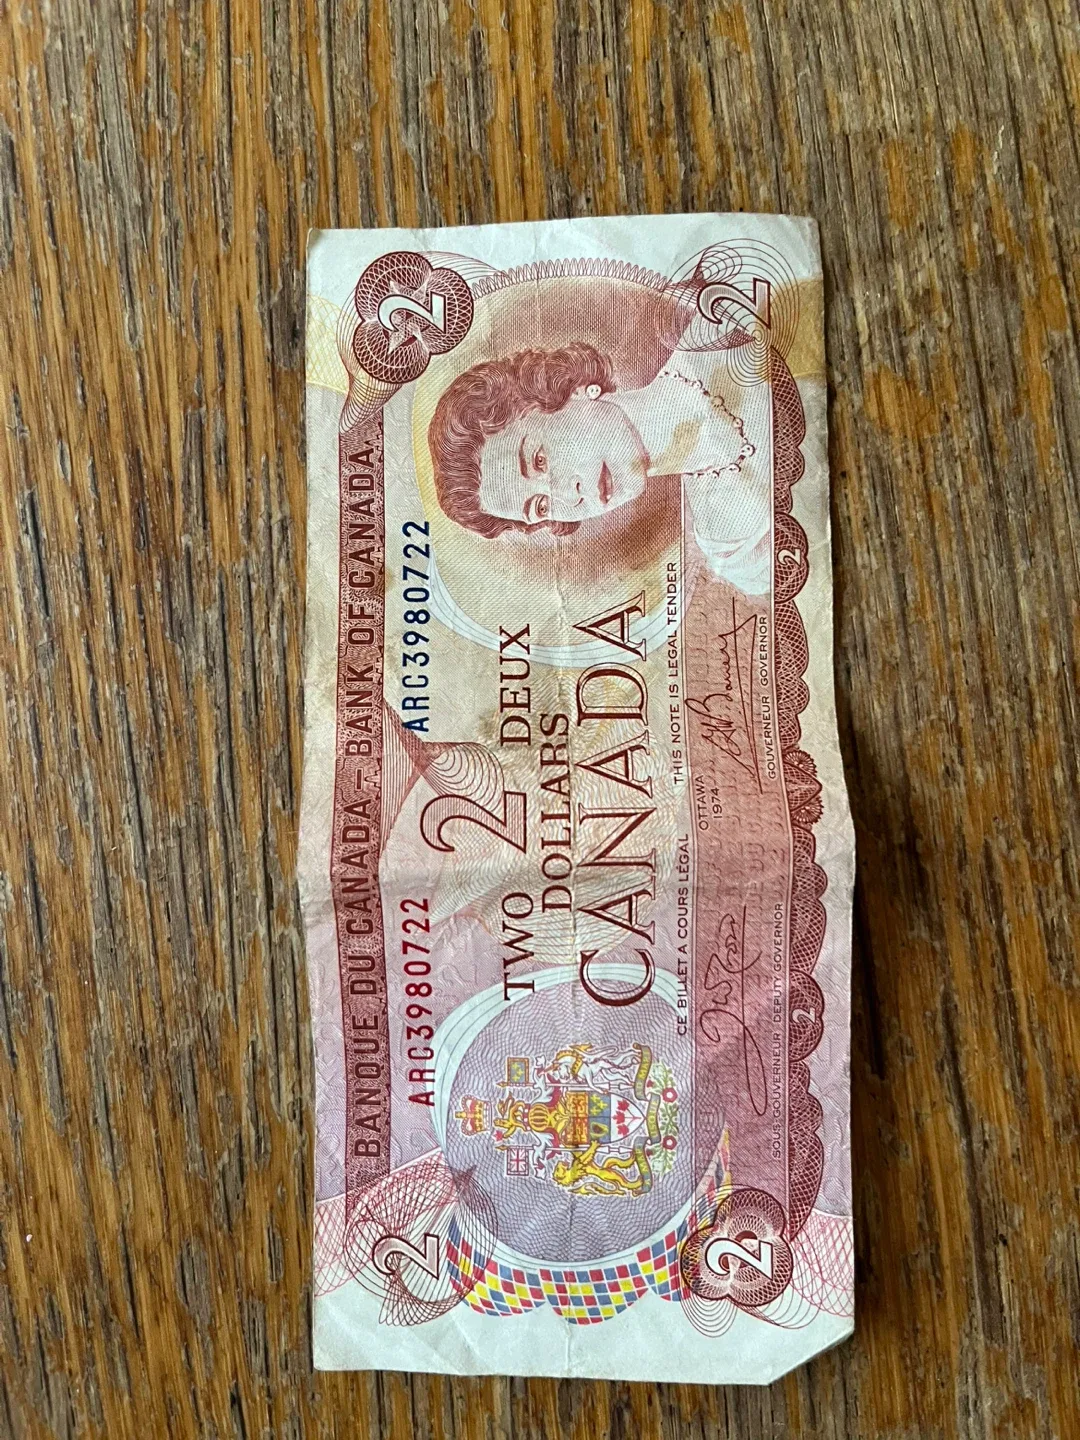 2 BANQUE DU CANADA – BANK OF CANADA 2
ARC3980722 2 ARC3980722
TWO DEUX
DOLLARS
CANADA
CE BILLET A COURS LÉGAL THIS NOTE IS LEGAL TENDER
OTTAWA
1974
SOUS-GOUVERNEUR DEPUTY GOVERNOR GOUVERNEUR GOVERNOR
2 2 2 2